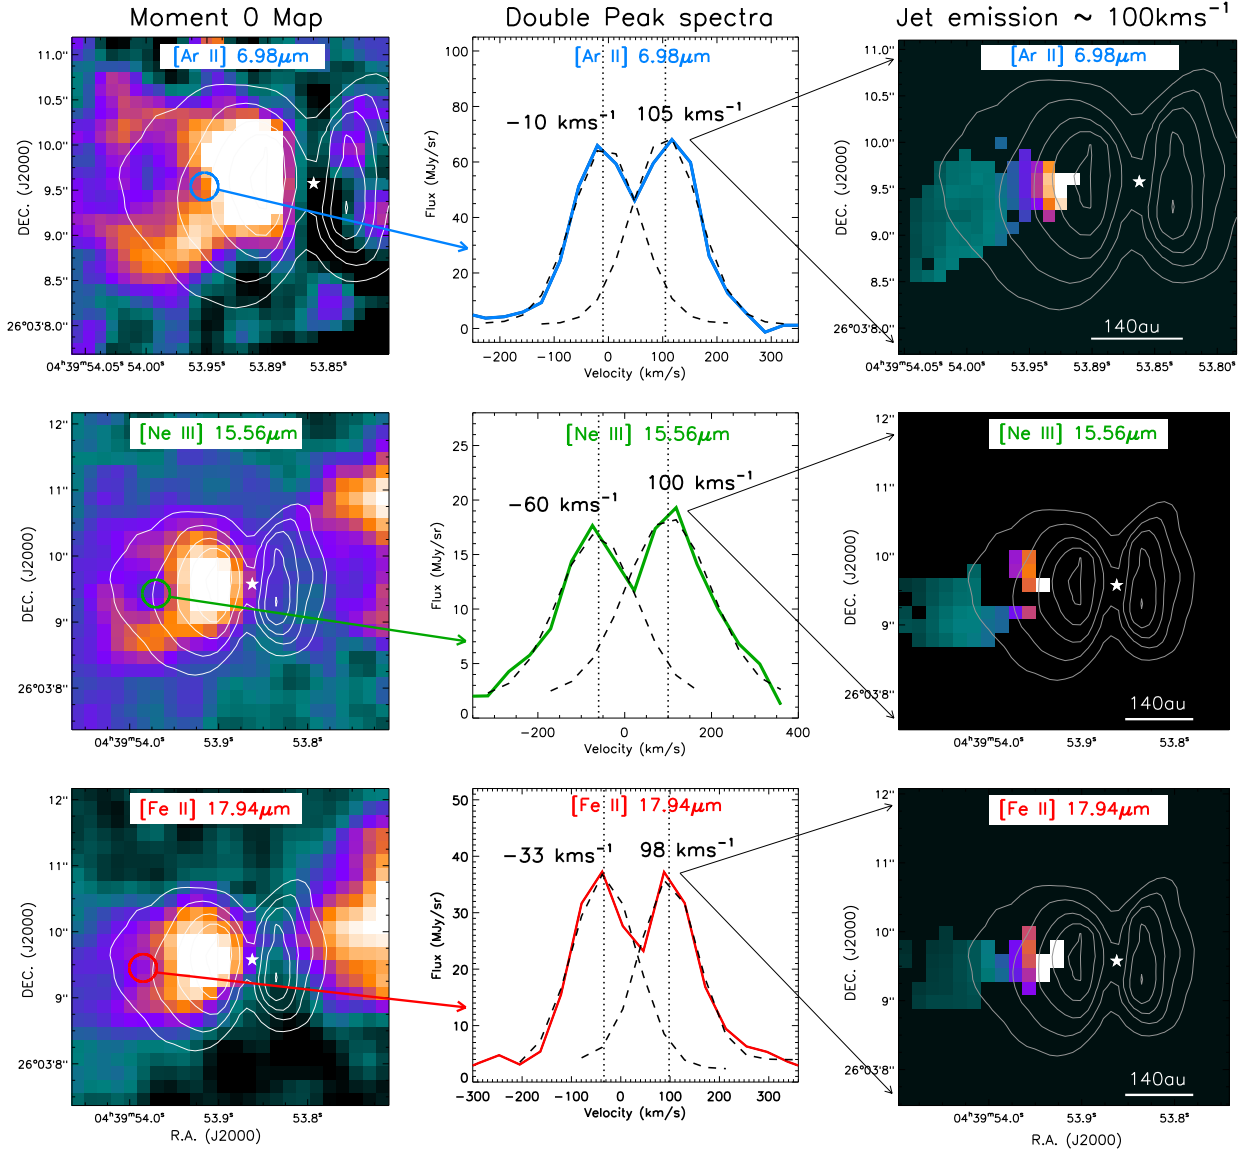 Moment 0 Map
Double Peak spectra
Jet emission ~ 100kms⁻¹
[Ar II] 6.98μm
DEC. (J2000)
11.0''
10.5''
10.0''
9.5''
9.0''
8.5''
26°03'8.0''
04ʰ39ᵐ54.05ˢ 54.00ˢ 53.95ˢ 53.89ˢ 53.85ˢ
[Ar II] 6.98μm
-10 kms⁻¹
105 kms⁻¹
Flux (MJy/sr)
100
80
60
40
20
0
-200 -100 0 100 200 300
Velocity (km/s)
[Ar II] 6.98μm
DEC. (J2000)
11.0''
10.5''
10.0''
9.5''
9.0''
8.5''
26°03'8.0''
140au
04ʰ39ᵐ54.05ˢ 54.00ˢ 53.95ˢ 53.89ˢ 53.85ˢ 53.80ˢ
[Ne III] 15.56μm
DEC. (J2000)
12''
11''
10''
9''
26°03'8''
04ʰ39ᵐ54.0ˢ 53.9ˢ 53.8ˢ
[Ne III] 15.56μm
-60 kms⁻¹
100 kms⁻¹
Flux (MJy/sr)
25
20
15
10
5
0
-200 0 200 400
Velocity (km/s)
[Ne III] 15.56μm
DEC. (J2000)
12''
11''
10''
9''
26°03'8''
140au
04ʰ39ᵐ54.0ˢ 53.9ˢ 53.8ˢ
[Fe II] 17.94μm
DEC. (J2000)
12''
11''
10''
9''
26°03'8''
04ʰ39ᵐ54.0ˢ 53.9ˢ 53.8ˢ
R.A. (J2000)
[Fe II] 17.94μm
-33 kms⁻¹
98 kms⁻¹
Flux (MJy/sr)
50
40
30
20
10
0
-300 -200 -100 0 100 200 300
Velocity (km/s)
[Fe II] 17.94μm
DEC. (J2000)
12''
11''
10''
9''
26°03'8''
140au
04ʰ39ᵐ54.0ˢ 53.9ˢ 53.8ˢ
R.A. (J2000)